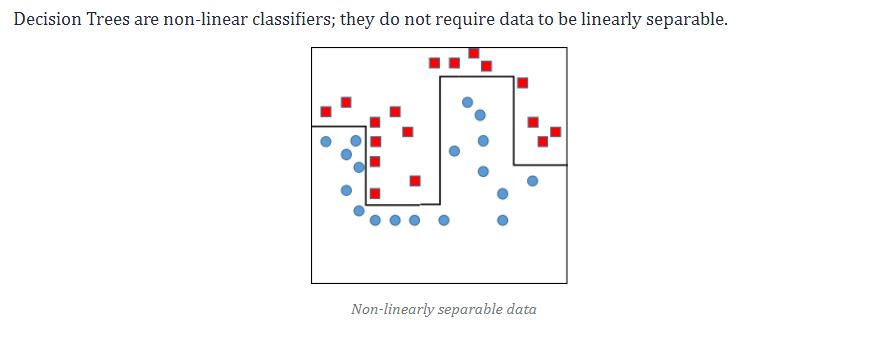 Decision Trees are non-linear classifiers; they do not require data to be linearly separable.
Non-linearly separable data